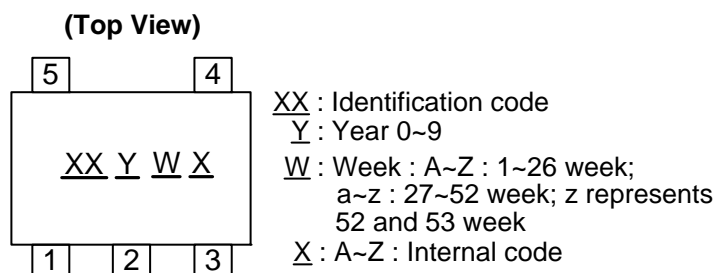 (Top View)
5 4
XX Y W X
1 2 3
XX : Identification code
Y : Year 0~9
W : Week : A~Z : 1~26 week;
a~z : 27~52 week; z represents
52 and 53 week
X : A~Z : Internal code